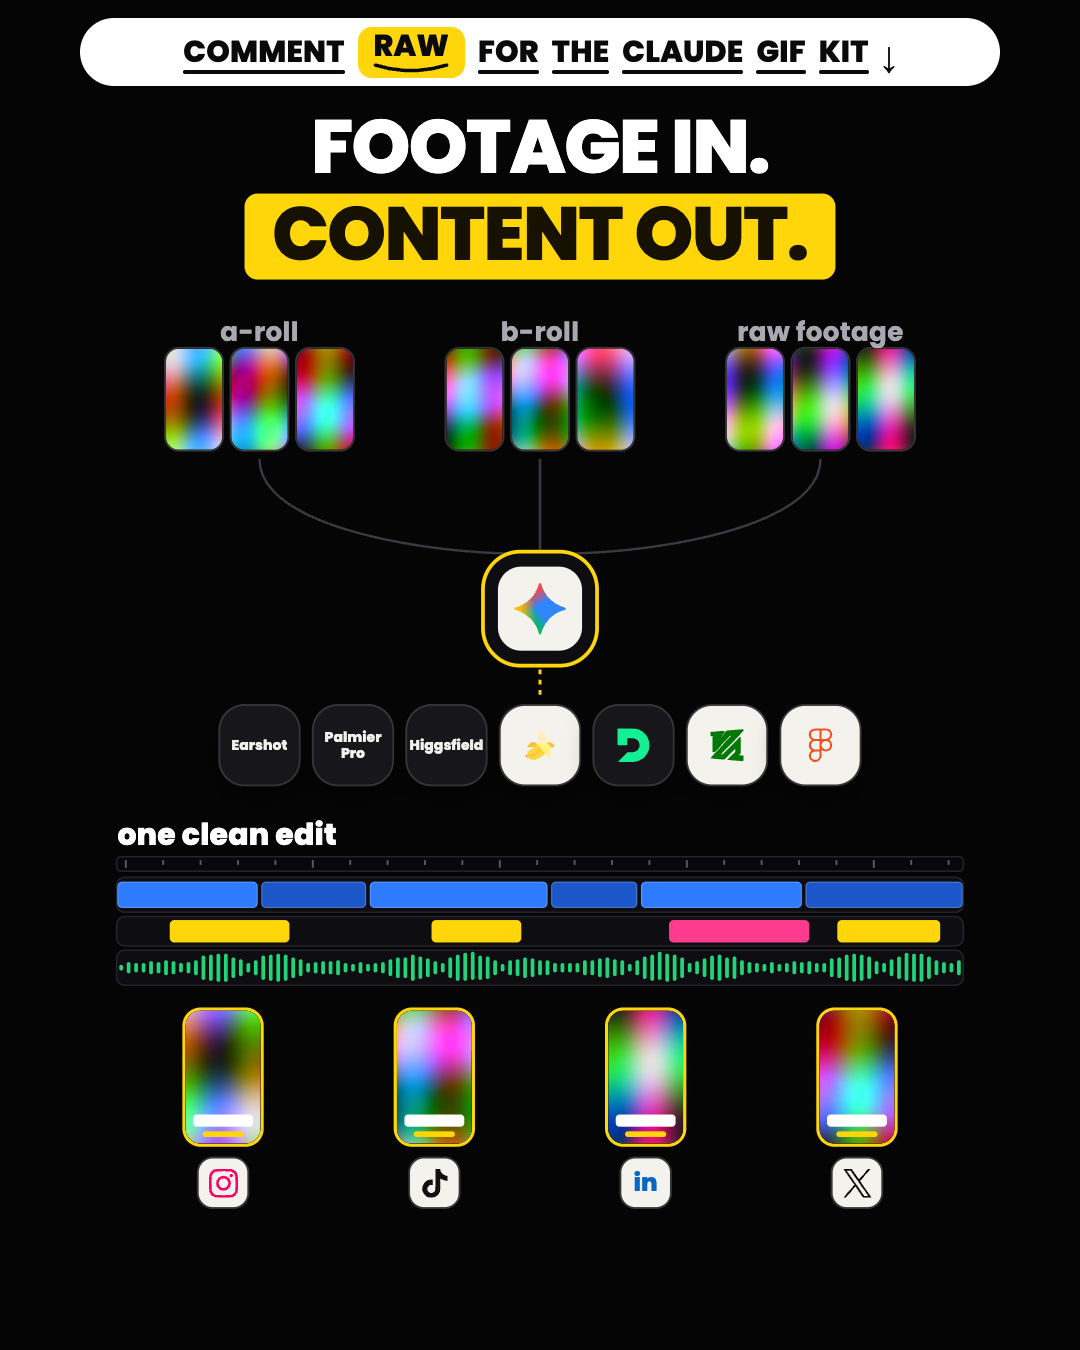 COMMENT RAW FOR THE CLAUDE GIF KIT ↓
FOOTAGE IN.
CONTENT OUT.
a-roll
b-roll
raw footage
Earshot
Palmier
Pro
Higgsfield
one clean edit
in